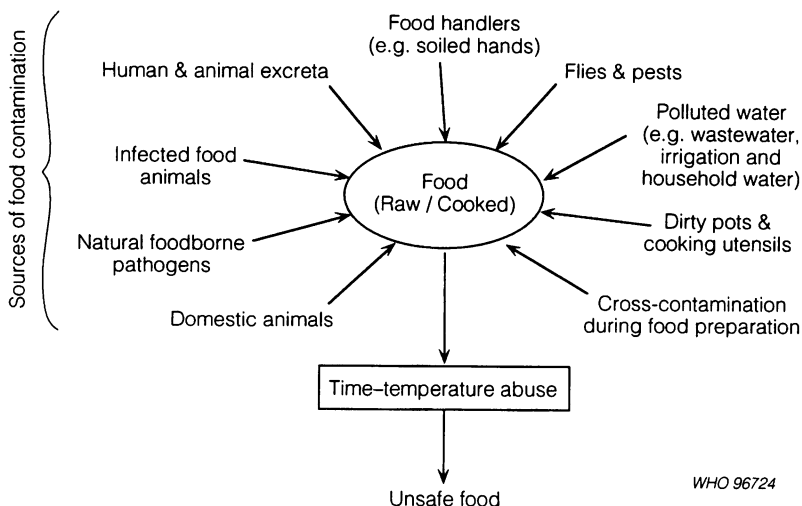 Sources of food contamination
Food handlers
(e.g. soiled hands)
Human & animal excreta
Flies & pests
Polluted water
(e.g. wastewater,
irrigation and
household water)
Infected food
animals
Food
(Raw / Cooked)
Dirty pots &
cooking utensils
Natural foodborne
pathogens
Cross-contamination
during food preparation
Domestic animals
Time–temperature abuse
WHO 96724
Unsafe food